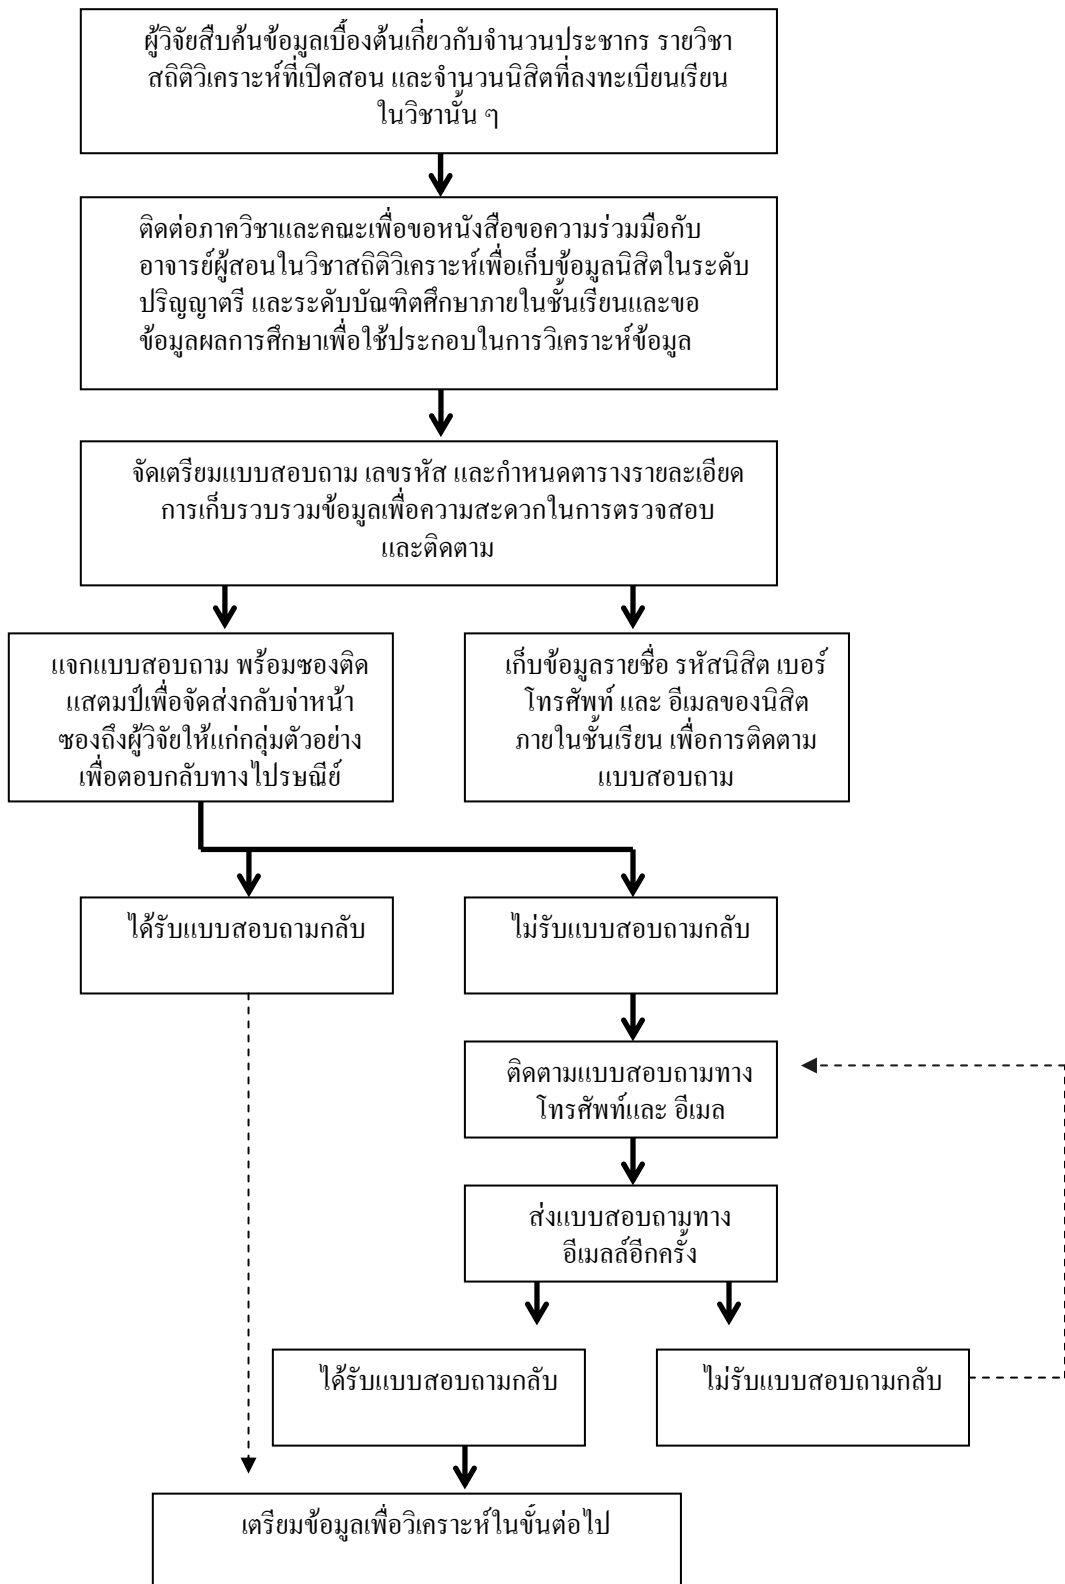 ผู้วิจัยสืบค้นข้อมูลเบื้องต้นเกี่ยวกับจำนวนประชากร รายวิชา
สถิติวิเคราะห์ที่เปิดสอน และจำนวนนิสิตที่ลงทะเบียนเรียน
ในวิชานั้น ๆ
ติดต่อภาควิชาและคณะเพื่อขอหนังสือขอความร่วมมือกับ
อาจารย์ผู้สอนในวิชาสถิติวิเคราะห์เพื่อเก็บข้อมูลนิสิตในระดับ
ปริญญาตรี และระดับบัณฑิตศึกษาภายในชั้นเรียนและขอ
ข้อมูลผลการศึกษาเพื่อใช้ประกอบในการวิเคราะห์ข้อมูล
จัดเตรียมแบบสอบถาม เลขรหัส และกำหนดตารางรายละเอียด
การเก็บรวบรวมข้อมูลเพื่อความสะดวกในการตรวจสอบ
และติดตาม
แจกแบบสอบถาม พร้อมซองติด
แสตมป์เพื่อจัดส่งกลับจ่าหน้า
ซองถึงผู้วิจัยให้แก่กลุ่มตัวอย่าง
เพื่อตอบกลับทางไปรษณีย์
เก็บข้อมูลรายชื่อ รหัสนิสิต เบอร์
โทรศัพท์ และ อีเมลของนิสิต
ภายในชั้นเรียน เพื่อการติดตาม
แบบสอบถาม
ได้รับแบบสอบถามกลับ
ไม่รับแบบสอบถามกลับ
ติดตามแบบสอบถามทาง
โทรศัพท์และ อีเมล
ส่งแบบสอบถามทาง
อีเมลล์อีกครั้ง
ได้รับแบบสอบถามกลับ
ไม่รับแบบสอบถามกลับ
เตรียมข้อมูลเพื่อวิเคราะห์ในขั้นต่อไป